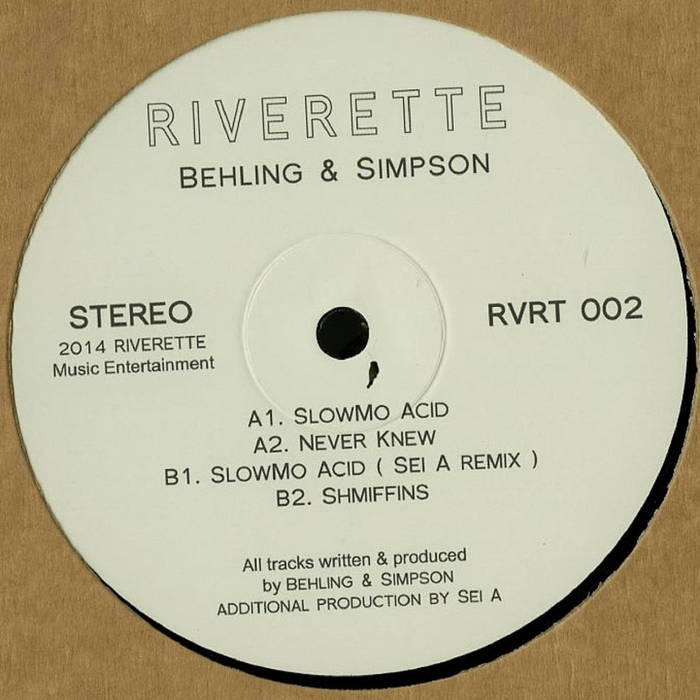 RIVERETTE
BEHLING & SIMPSON
STEREO
2014 RIVERETTE
Music Entertainment
RVRT 002
A1. SLOWMO ACID
A2. NEVER KNEW
B1. SLOWMO ACID ( SEI A REMIX )
B2. SHMIFFINS
All tracks written & produced
by BEHLING & SIMPSON
ADDITIONAL PRODUCTION BY SEI A